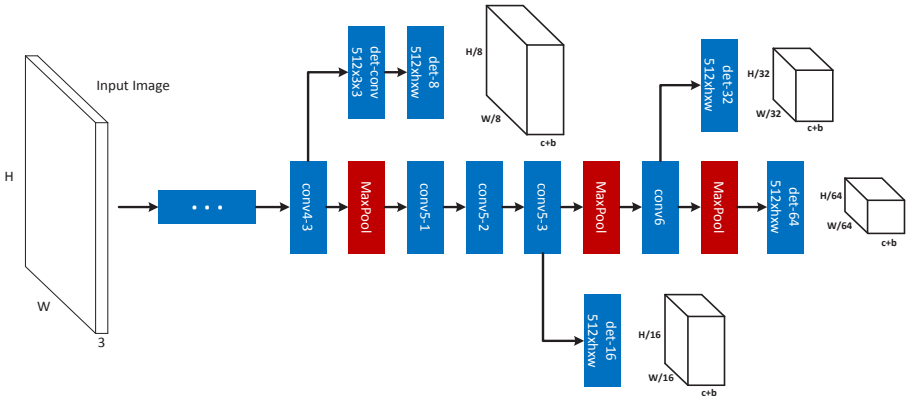 Input Image
H
W
3
• • •
conv4-3
MaxPool
conv5-1
conv5-2
conv5-3
MaxPool
conv6
MaxPool
det-64
512xhxw
H/64
W/64
c+b
det-conv
512x3x3
det-8
512xhxw
H/8
W/8
c+b
det-32
512xhxw
H/32
W/32
c+b
det-16
512xhxw
H/16
W/16
c+b